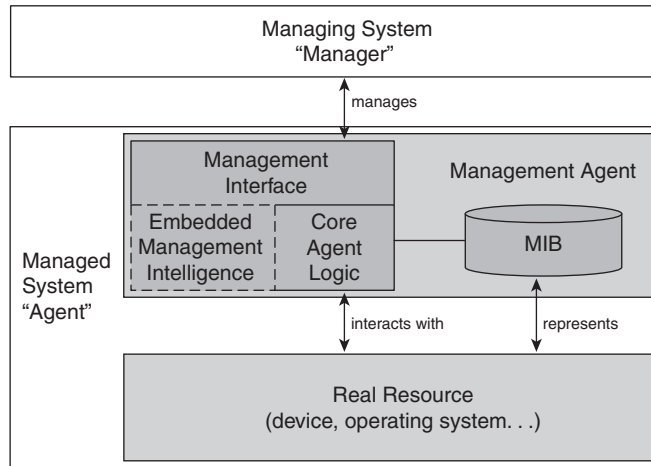 Managing System
“Manager”
manages
Management
Interface
Management Agent
Embedded
Management
Intelligence
Core
Agent
Logic
MIB
Managed
System
“Agent”
interacts with
represents
Real Resource
(device, operating system. . .)